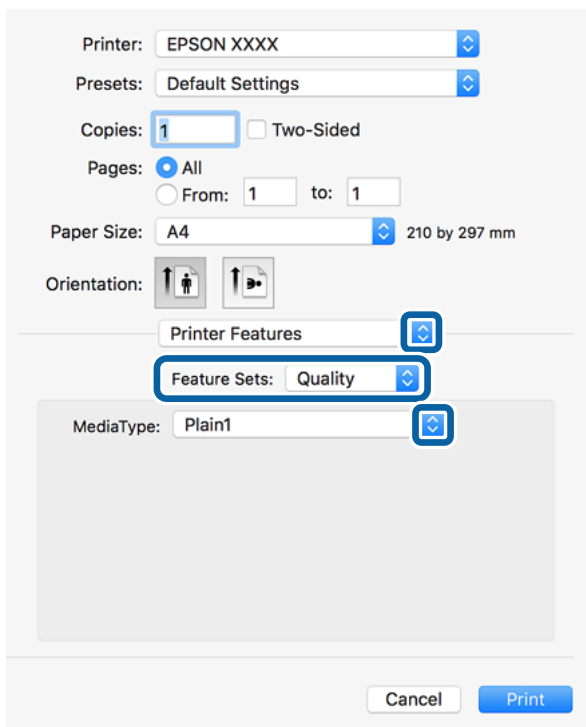 Printer: EPSON XXXX
Presets: Default Settings
Copies: 1 Two-Sided
Pages: All
From: 1 to: 1
Paper Size: A4 210 by 297 mm
Orientation:
Printer Features
Feature Sets: Quality
MediaType: Plain1
Cancel Print